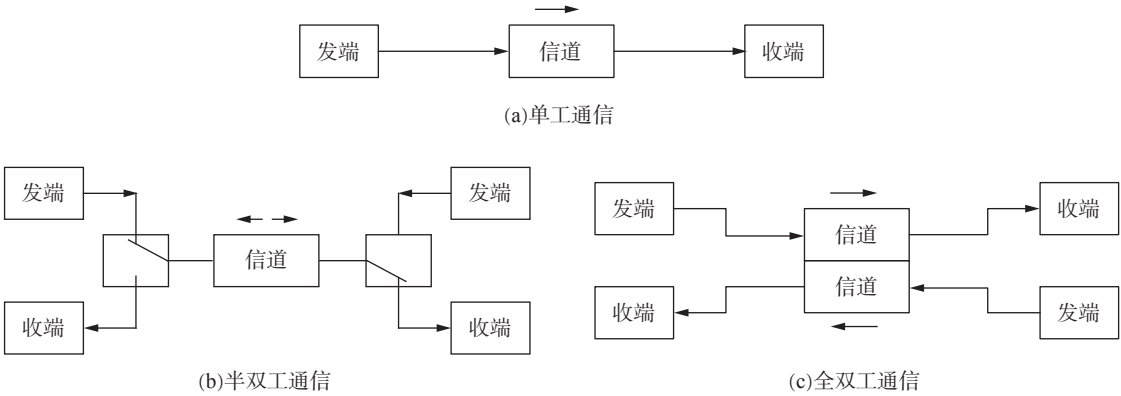 发端
信道
收端
(a)单工通信
发端
发端
信道
收端
收端
(b)半双工通信
发端
信道
收端
收端
信道
发端
(c)全双工通信